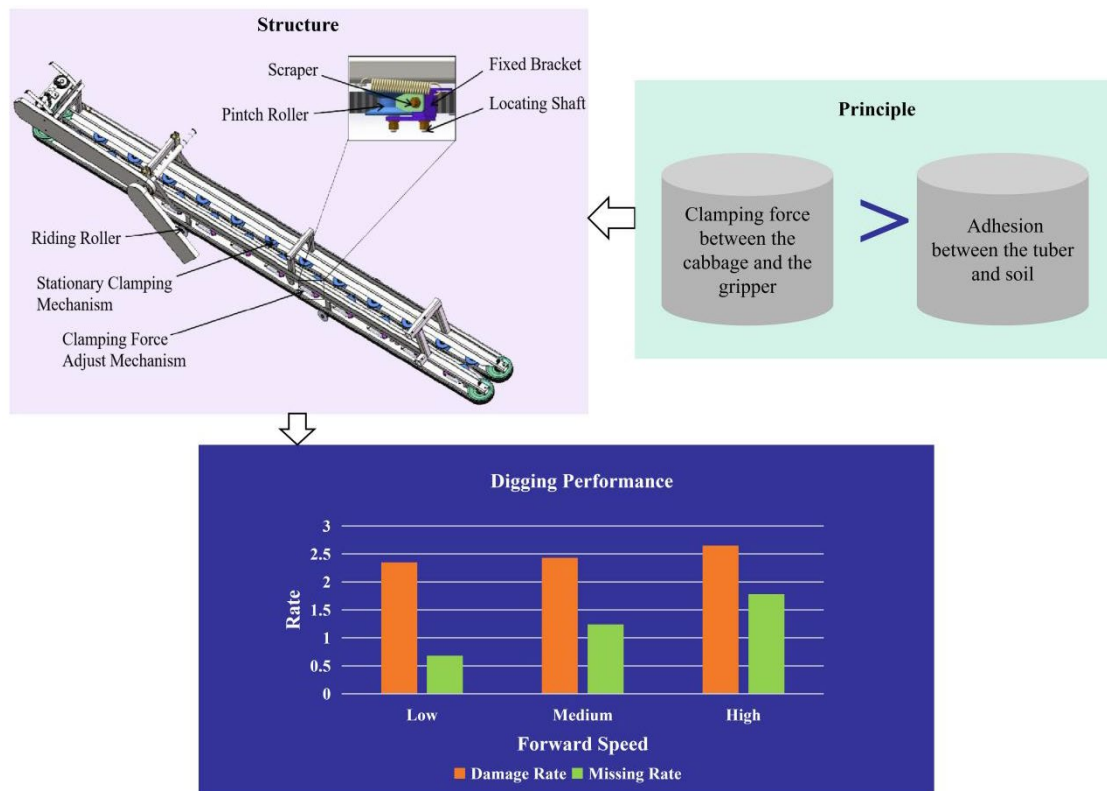 Structure
Scraper
Pintch Roller
Fixed Bracket
Locating Shaft
Riding Roller
Stationary Clamping
Mechanism
Clamping Force
Adjust Mechanism
Principle
Clamping force
between the
cabbage and the
gripper
>
Adhesion
between the tuber
and soil
Digging Performance
Rate
3
2.5
2
1.5
1
0.5
0
Low
Medium
High
Forward Speed
Damage Rate
Missing Rate